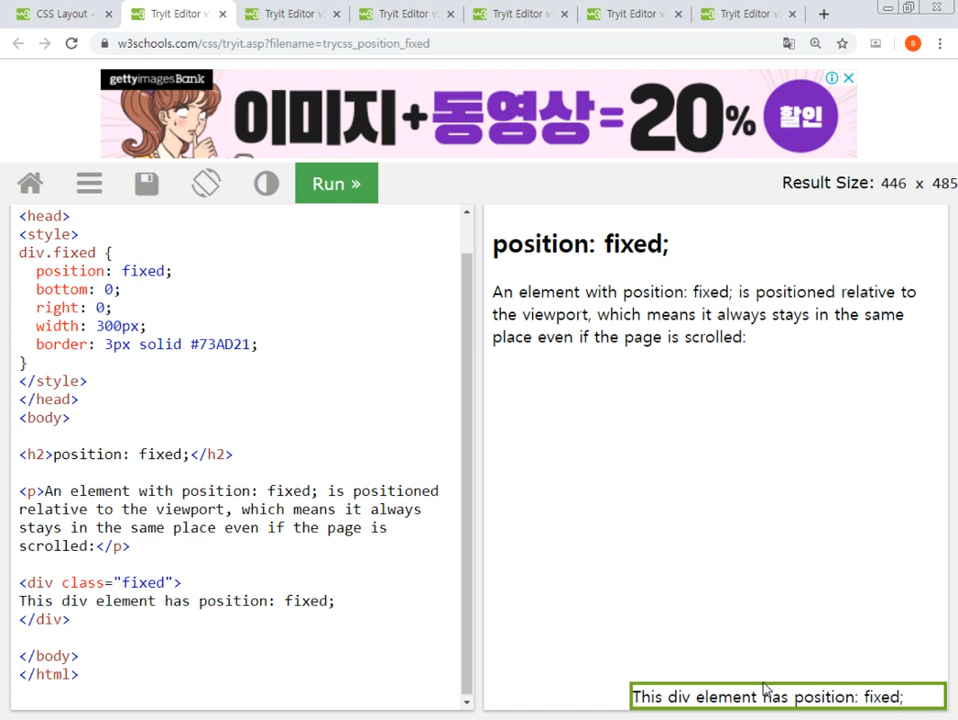 CSS Layout -
Tryit Editor v
Tryit Editor v
Tryit Editor v
Tryit Editor v
Tryit Editor v
Tryit Editor v
w3schools.com/css/tryit.asp?filename=trycss_position_fixed
S
gettyimagesBank
이미지+동영상=20% 할인
Run »
Result Size: 446 x 485
<head>
<style>
div.fixed {
position: fixed;
bottom: 0;
right: 0;
width: 300px;
border: 3px solid #73AD21;
}
</style>
</head>
<body>
<h2>position: fixed;</h2>
<p>An element with position: fixed; is positioned
relative to the viewport, which means it always
stays in the same place even if the page is
scrolled:</p>
<div class="fixed">
This div element has position: fixed;
</div>
</body>
</html>
position: fixed;
An element with position: fixed; is positioned relative to
the viewport, which means it always stays in the same
place even if the page is scrolled:
This div element has position: fixed;